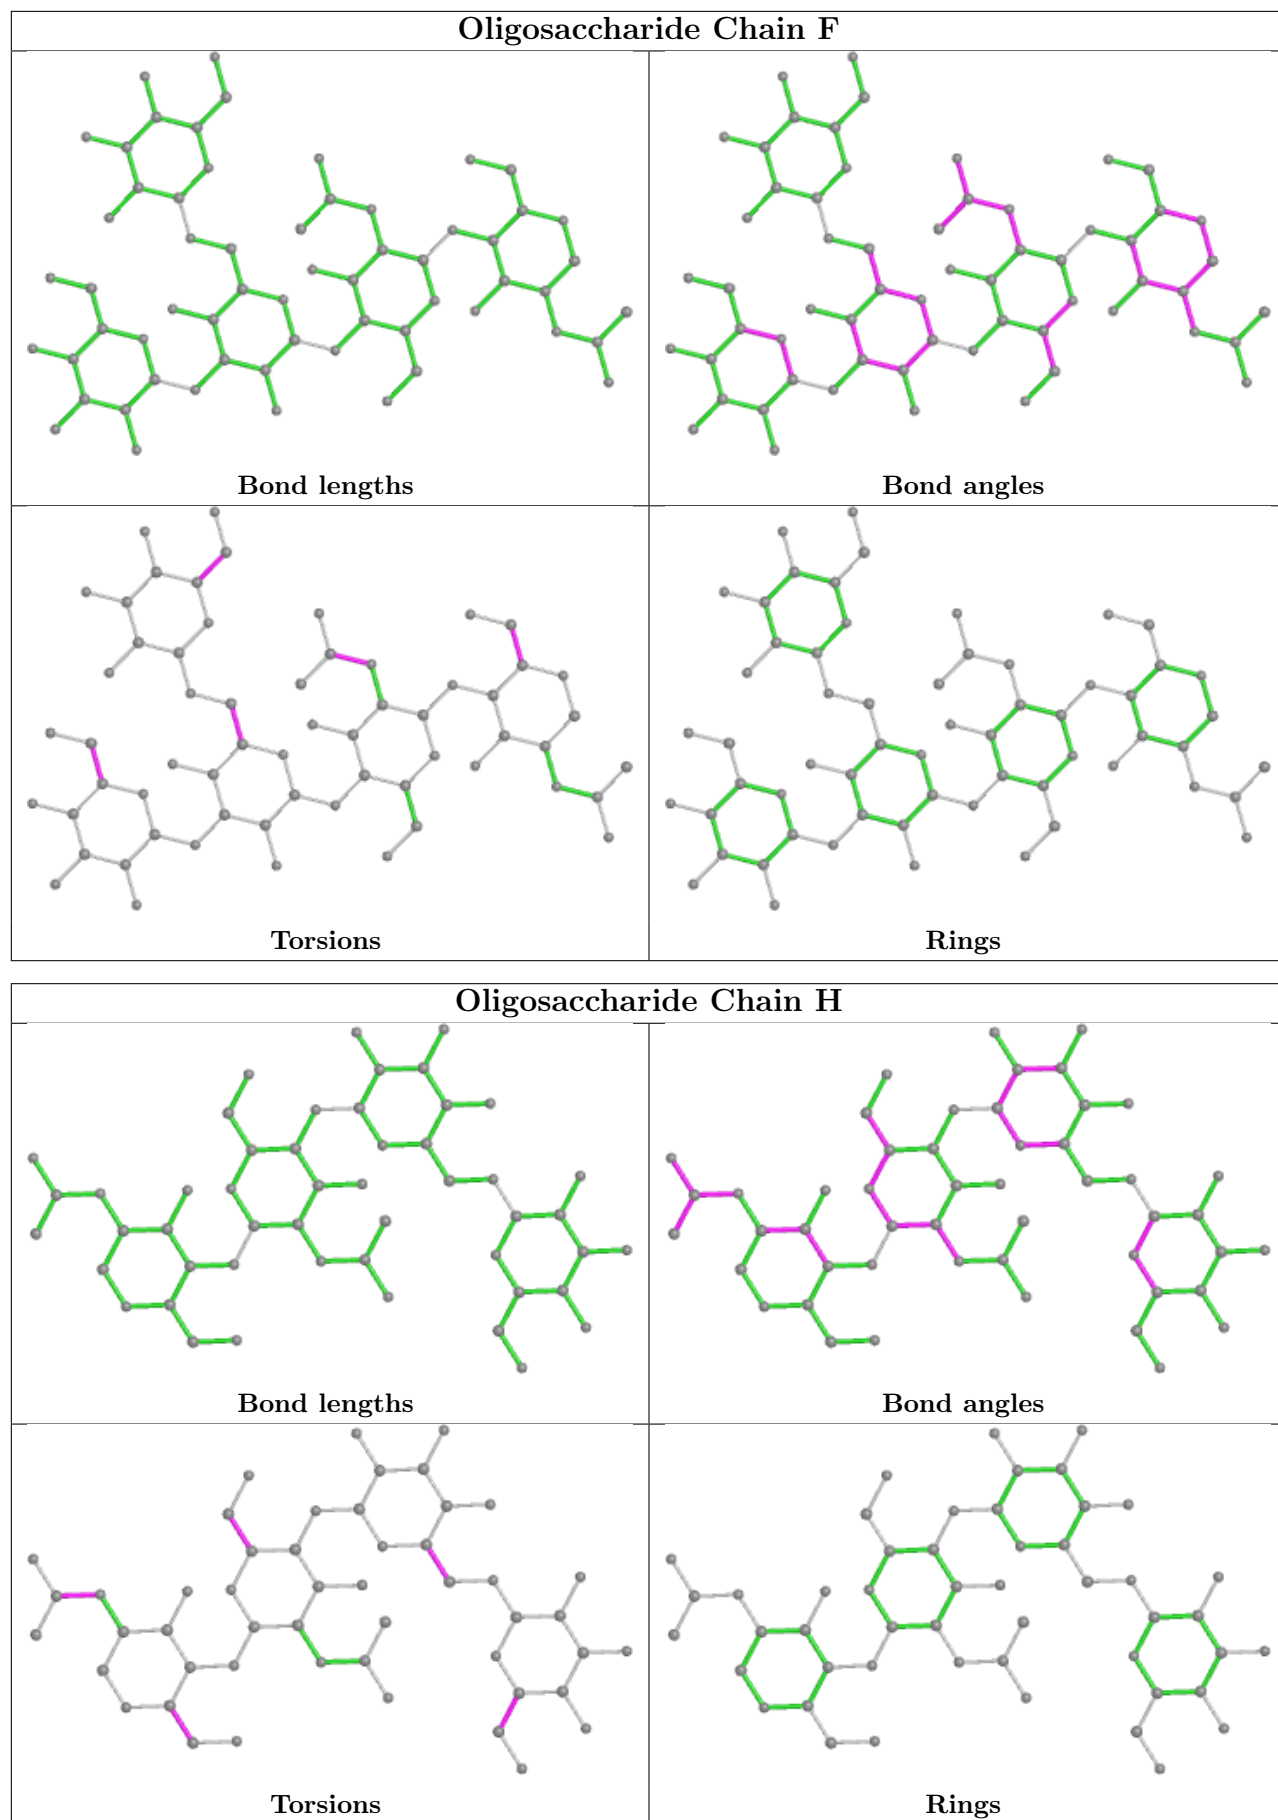 Oligosaccharide Chain F
Bond lengths
Bond angles
Torsions
Rings
Oligosaccharide Chain H
Bond lengths
Bond angles
Torsions
Rings